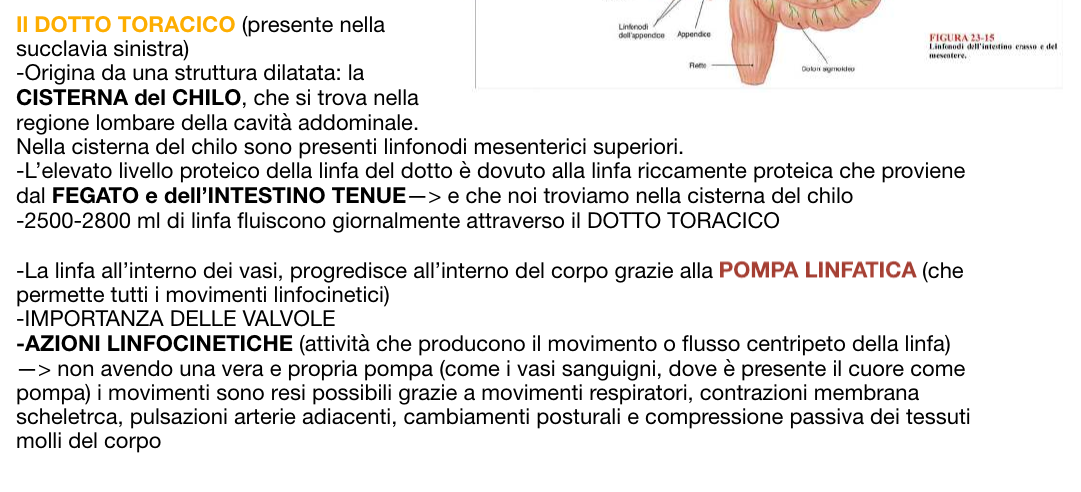 Il DOTTO TORACICO (presente nella
succlavia sinistra)
-Origina da una struttura dilatata: la
CISTERNA del CHILO, che si trova nella
regione lombare della cavità addominale.
Nella cisterna del chilo sono presenti linfonodi mesenterici superiori.
-L'elevato livello proteico della linfa del dotto è dovuto alla linfa riccamente proteica che proviene
dal FEGATO e dell'INTESTINO TENUE—> e che noi troviamo nella cisterna del chilo
-2500-2800 ml di linfa fluiscono giornalmente attraverso il DOTTO TORACICO
Linfonodi
dell'appendice
Appendice
Retto
Colon sigmoideo
FIGURA 23-15
Linfonodi dell'intestino crasso e del
mesentere.
-La linfa all'interno dei vasi, progredisce all'interno del corpo grazie alla POMPA LINFATICA (che
permette tutti i movimenti linfocinetici)
-IMPORTANZA DELLE VALVOLE
-AZIONI LINFOCINETICHE (attività che producono il movimento o flusso centripeto della linfa)
—> non avendo una vera e propria pompa (come i vasi sanguigni, dove è presente il cuore come
pompa) i movimenti sono resi possibili grazie a movimenti respiratori, contrazioni membrana
scheletrca, pulsazioni arterie adiacenti, cambiamenti posturali e compressione passiva dei tessuti
molli del corpo